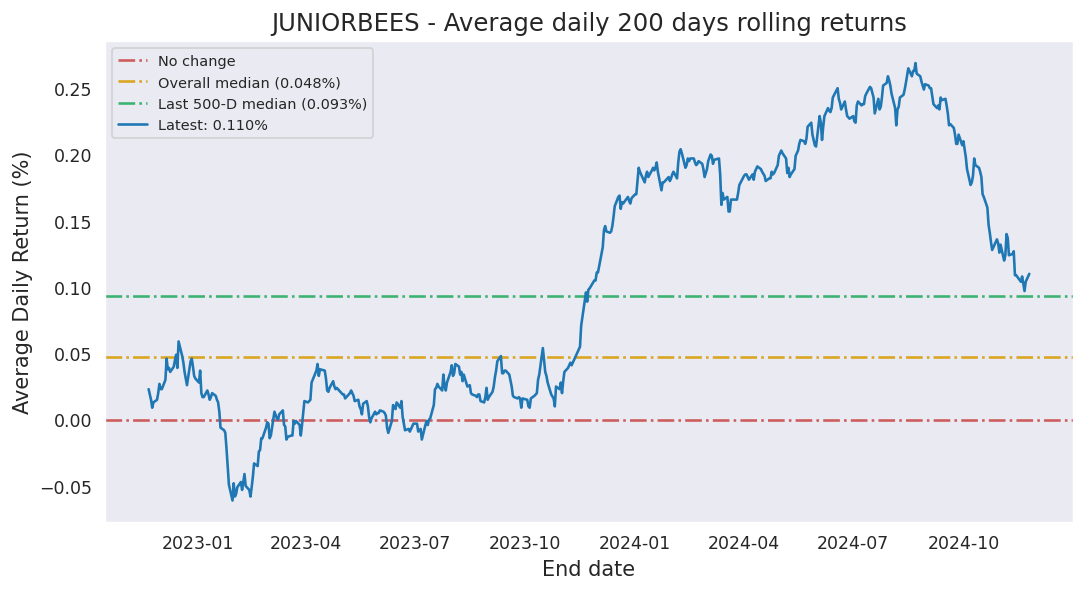 JUNIORBEES - Average daily 200 days rolling returns
No change
Overall median (0.048%)
Last 500-D median (0.093%)
Latest: 0.110%
Average Daily Return (%)
0.25
0.20
0.15
0.10
0.05
0.00
−0.05
2023-01 2023-04 2023-07 2023-10 2024-01 2024-04 2024-07 2024-10
End date